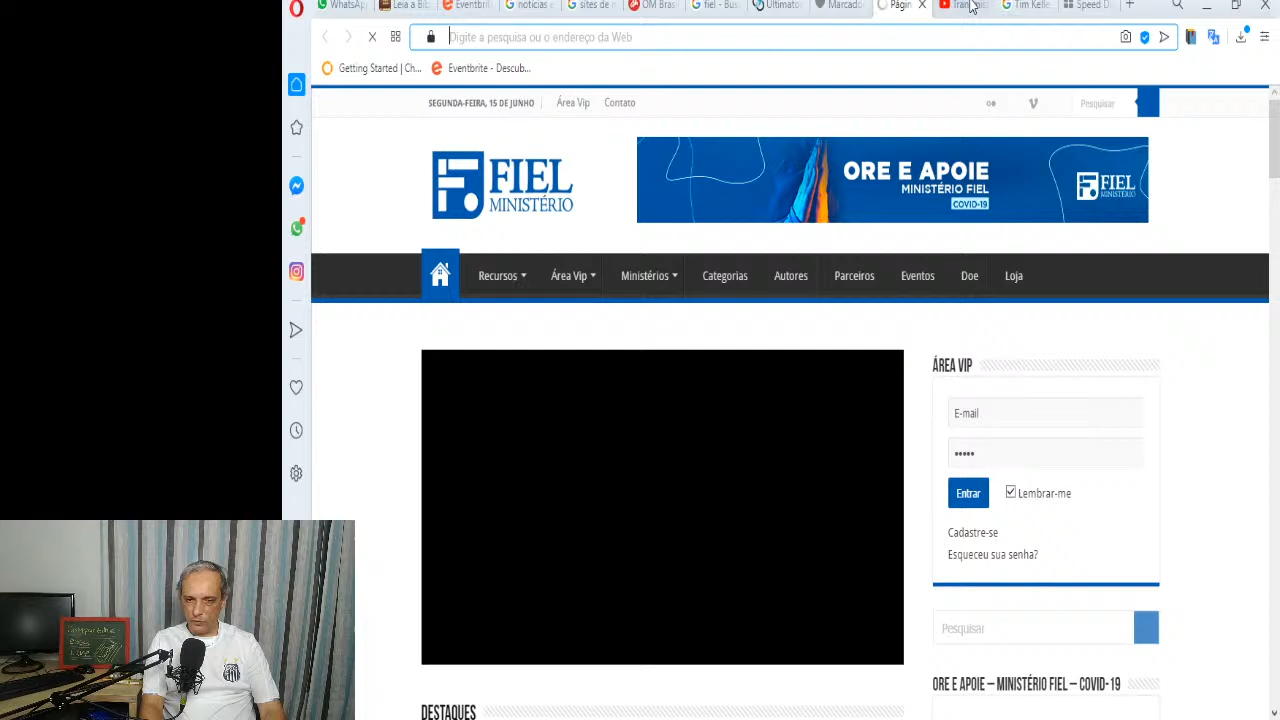 WhatsApp
Leia a Bíb
Eventbrit
notícias e
sites de n
OM Bras
fiel - Bus
Ultimato
Marcado
Págin
Tran
Tim Kelle
Speed D
Digite a pesquisa ou o endereço da Web
Getting Started | Ch...
Eventbrite - Descub...
SEGUNDA-FEIRA, 15 DE JUNHO
Área Vip
Contato
Pesquisar
FIEL
MINISTÉRIO
ORE E APOIE
MINISTÉRIO FIEL
COVID-19
FIEL
MINISTÉRIO
Recursos
Área Vip
Ministérios
Categorias
Autores
Parceiros
Eventos
Doe
Loja
ÁREA VIP
E-mail
•••••
Entrar
Lembrar-me
Cadastre-se
Esqueceu sua senha?
Pesquisar
ORE E APOIE – MINISTÉRIO FIEL – COVID-19
DESTAQUES